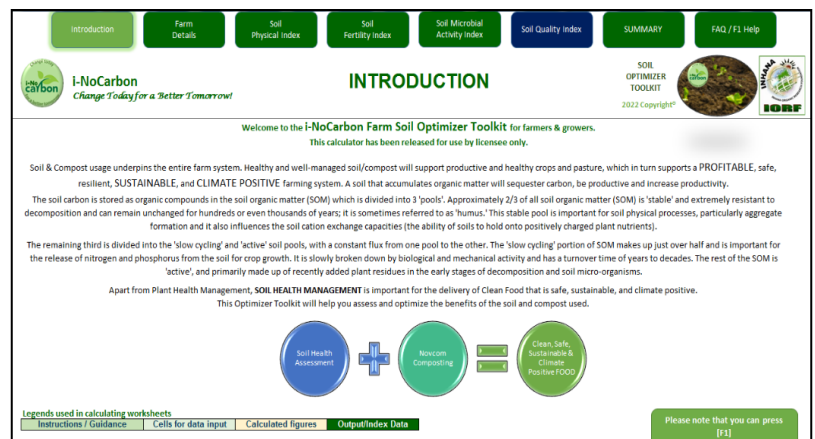 Introduction
Farm
Details
Soil
Physical Index
Soil
Fertility Index
Soil Microbial
Activity Index
Soil Quality Index
SUMMARY
FAQ / F1 Help
i-No
carbon
i-NoCarbon
Change Today for a Better Tomorrow!
INTRODUCTION
SOIL
OPTIMIZER
TOOLKIT
2022 Copyright©
INHANA
IORF
Welcome to the i-NoCarbon Farm Soil Optimizer Toolkit for farmers & growers.
This calculator has been released for use by licensee only.
Soil & Compost usage underpins the entire farm system. Healthy and well-managed soil/compost will support productive and healthy crops and pasture, which in turn supports a PROFITABLE, safe,
resilient, SUSTAINABLE, and CLIMATE POSITIVE farming system. A soil that accumulates organic matter will sequester carbon, be productive and increase productivity.
The soil carbon is stored as organic compounds in the soil organic matter (SOM) which is divided into 3 'pools'. Approximately 2/3 of all soil organic matter (SOM) is 'stable' and extremely resistant to
decomposition and can remain unchanged for hundreds or even thousands of years; it is sometimes referred to as 'humus.' This stable pool is important for soil physical processes, particularly aggregate
formation and it also influences the soil cation exchange capacities (the ability of soils to hold onto positively charged plant nutrients).
The remaining third is divided into the 'slow cycling' and 'active' soil pools, with a constant flux from one pool to the other. The 'slow cycling' portion of SOM makes up just over half and is important for
the release of nitrogen and phosphorus from the soil for crop growth. It is slowly broken down by biological and mechanical activity and has a turnover time of years to decades. The rest of the SOM is
'active', and primarily made up of recently added plant residues in the early stages of decomposition and soil micro-organisms.
Apart from Plant Health Management, SOIL HEALTH MANAGEMENT is important for the delivery of Clean Food that is safe, sustainable, and climate positive.
This Optimizer Toolkit will help you assess and optimize the benefits of the soil and compost used.
Soil Health
Assessment
Novcom
Composting
Clean, Safe,
Sustainable &
Climate
Positive FOOD
Legends used in calculating worksheets
Instructions / Guidance
Cells for data input
Calculated figures
Output/Index Data
Please note that you can press
[F1]